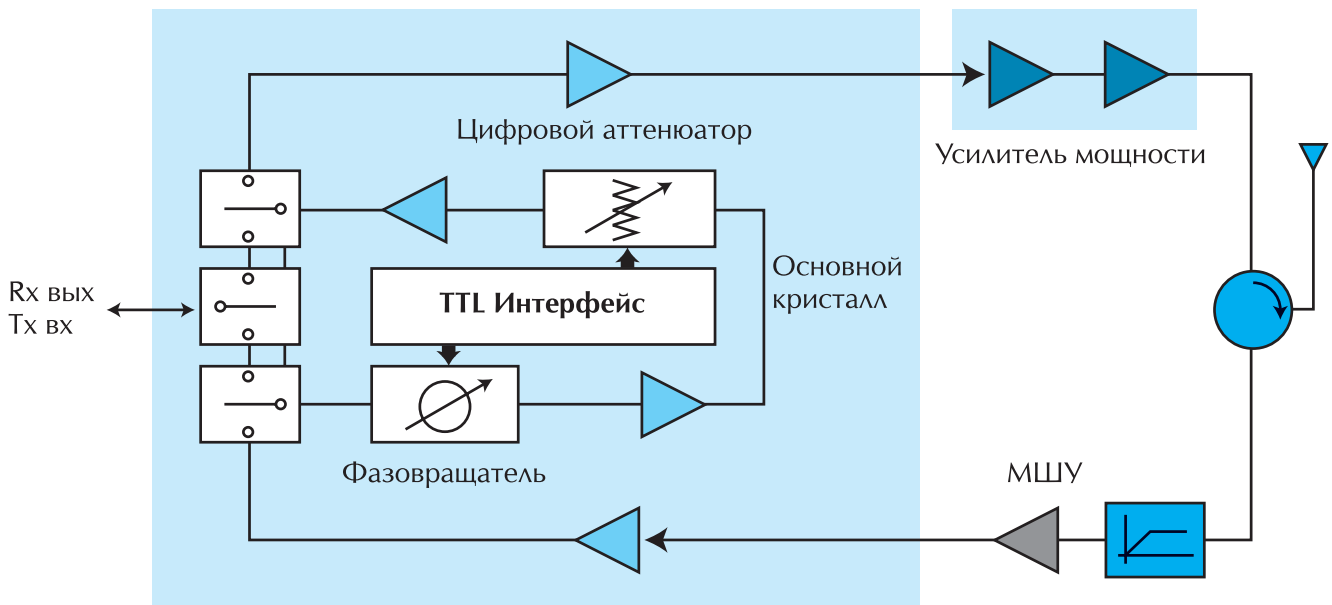 Цифровой аттенюатор
Усилитель мощности
Основной
кристалл
TTL Интерфейс
Rx вых
Tx вх
Фазовращатель
МШУ